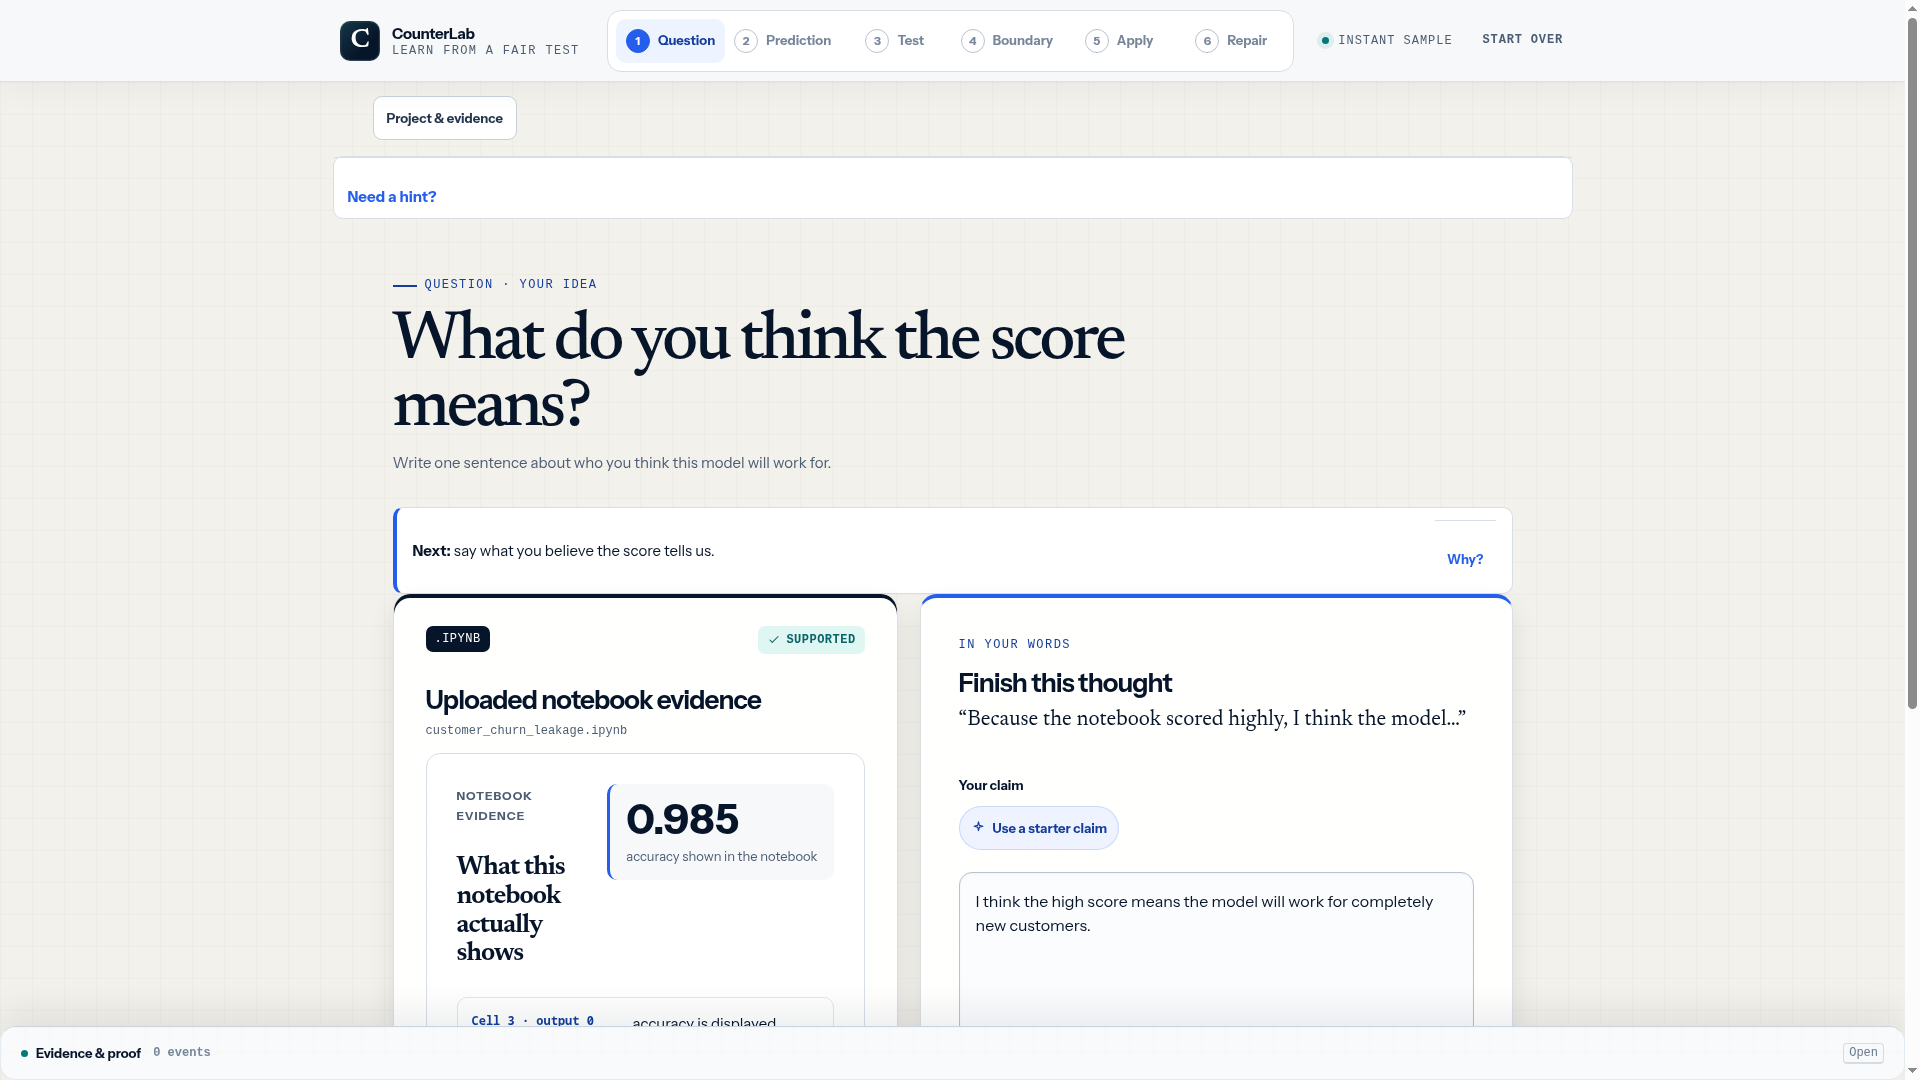 C
CounterLab
LEARN FROM A FAIR TEST
1 Question
2 Prediction
3 Test
4 Boundary
5 Apply
6 Repair
INSTANT SAMPLE
START OVER
Project & evidence
Need a hint?
QUESTION · YOUR IDEA
What do you think the score
means?
Write one sentence about who you think this model will work for.
Next: say what you believe the score tells us.
Why?
.IPYNB
SUPPORTED
Uploaded notebook evidence
customer_churn_leakage.ipynb
NOTEBOOK
EVIDENCE
What this
notebook
actually
shows
0.985
accuracy shown in the notebook
Cell 3 · output 0
accuracy is displayed
IN YOUR WORDS
Finish this thought
“Because the notebook scored highly, I think the model…”
Your claim
Use a starter claim
I think the high score means the model will work for completely
new customers.
Evidence & proof
0 events
Open